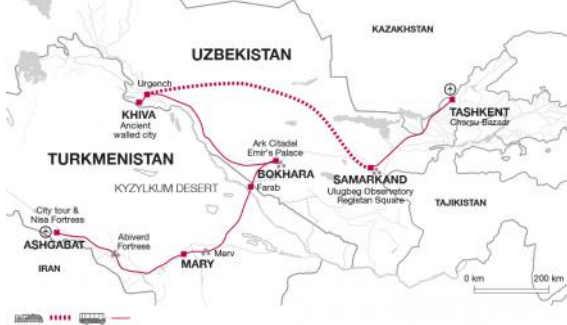 KAZAKHSTAN
UZBEKISTAN
Urgench
KHIVA
Ancient
walled city
TASHKENT
Chorsu Bazaar
Ark Citadel
Emir's Palace
BOKHARA
SAMARKAND
Ulugbeg Observatory
Registan Square
TURKMENISTAN
KYZYLKUM DESERT
Farab
TAJIKISTAN
City tour &
Nisa Fortress
ASHGABAT
Abiverd
Fortress
MARY
Merv
IRAN
0 km
200 km